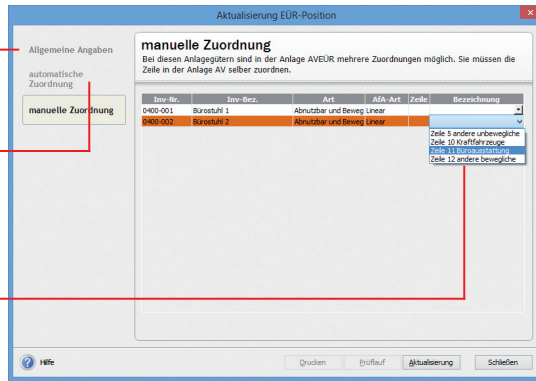 Aktualisierung EÜR-Position
Allgemeine Angaben
automatische
Zuordnung
manuelle Zuordnung
manuelle Zuordnung
Bei diesen Anlagegütern sind in der Anlage AVEÜR mehrere Zuordnungen möglich. Sie müssen die
Zeile in der Anlage AV selber zuordnen.
Inv-Nr. Inv-Bez. Art AfA-Art Zeile Bezeichnung
0400-001 Bürostuhl 1 Abnutzbar und Beweg Linear
0400-002 Bürostuhl 2 Abnutzbar und Beweg Linear
Zeile 5 andere unbewegliche
Zeile 10 Kraftfahrzeuge
Zeile 11 Büroausstattung
Zeile 12 andere bewegliche
Hilfe
Drucken Prüflauf Aktualisierung Schließen